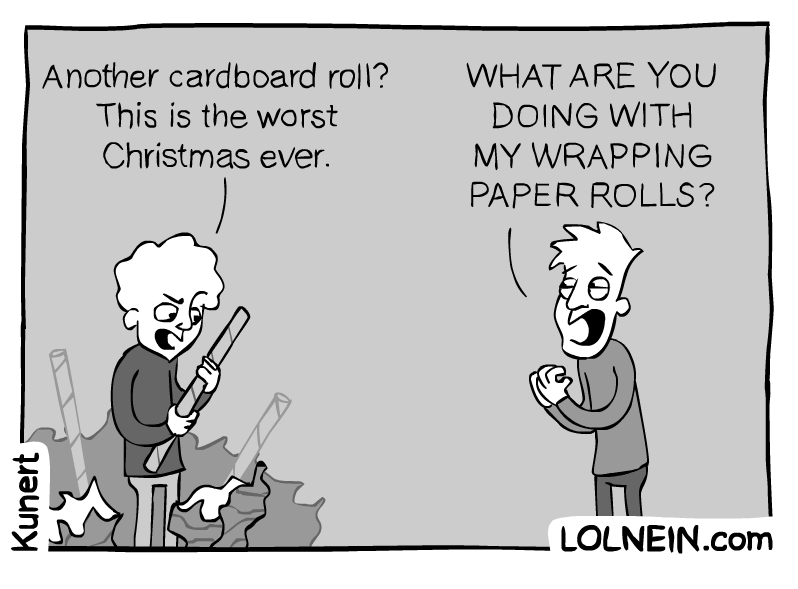 Another cardboard roll?
This is the worst
Christmas ever.
WHAT ARE YOU
DOING WITH
MY WRAPPING
PAPER ROLLS?
Kunert
LOLNEIN.com